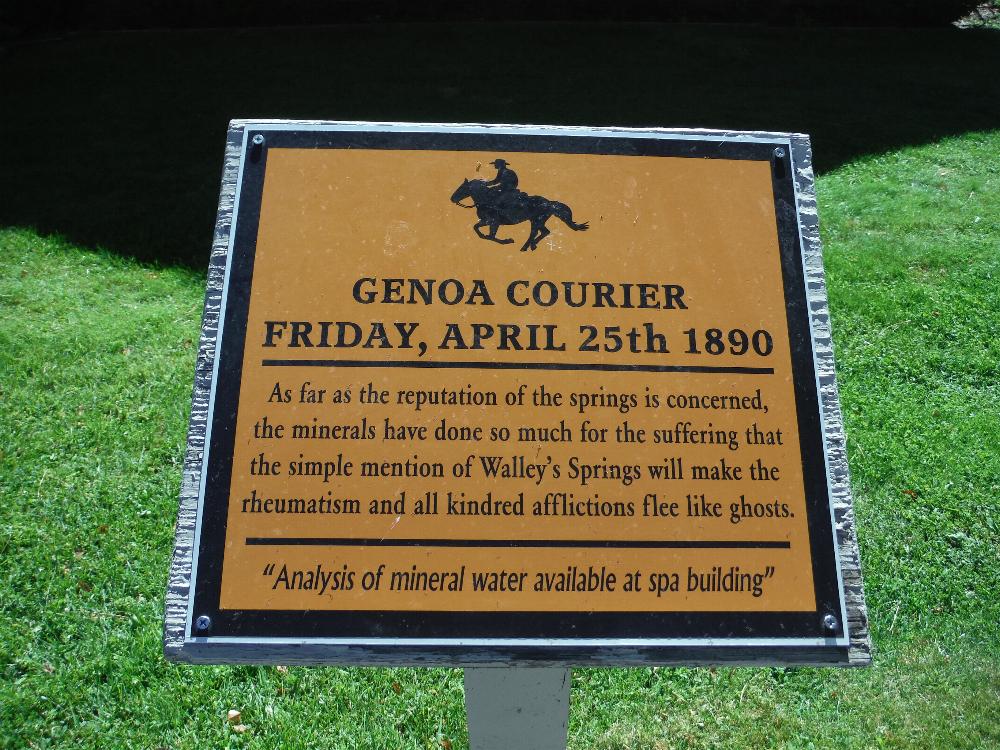 GENOA COURIER
FRIDAY, APRIL 25th 1890
As far as the reputation of the springs is concerned,
the minerals have done so much for the suffering that
the simple mention of Walley's Springs will make the
rheumatism and all kindred afflictions flee like ghosts.
"Analysis of mineral water available at spa building"